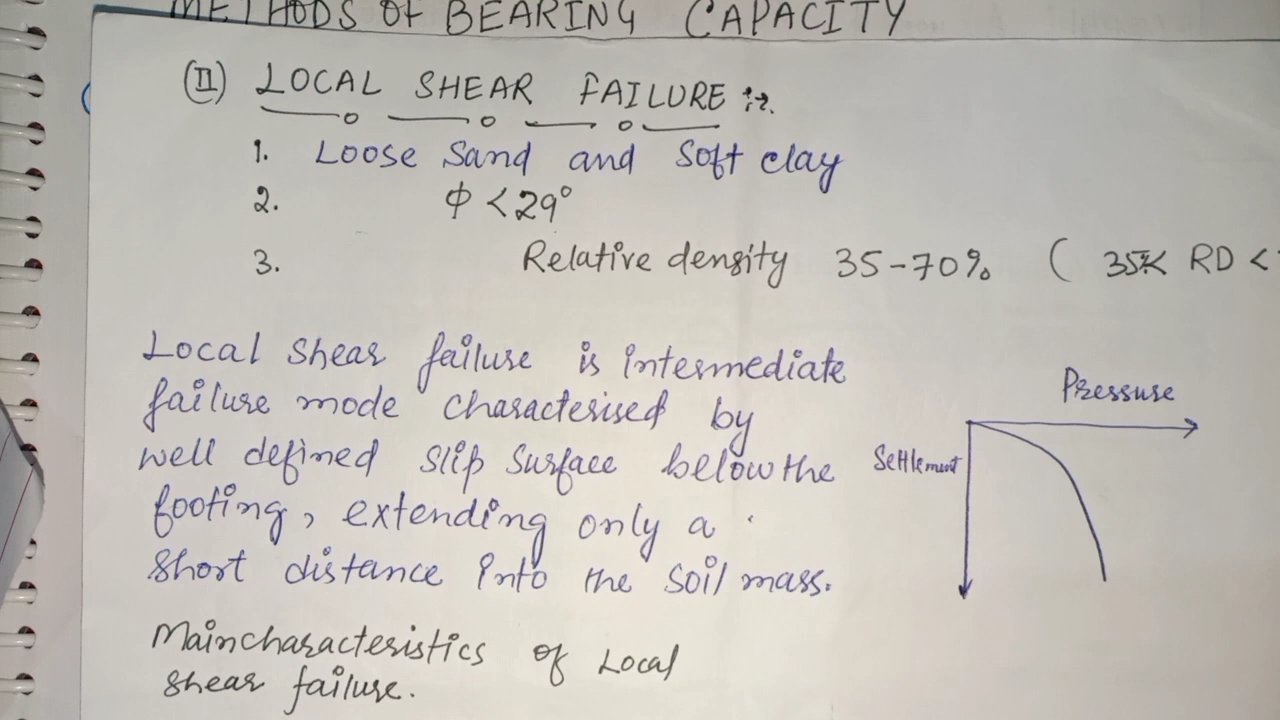 METHODS OF BEARING CAPACITY
(II) LOCAL SHEAR FAILURE :-
1. Loose Sand and Soft clay
2. φ < 29°
3. Relative density 35-70% ( 35% < RD <
Local shear failure is intermediate
failure mode characterised by
well defined slip surface below the
footing, extending only a
short distance into the soil mass.
Pressure
Settlement
Main characteristics of Local
shear failure.